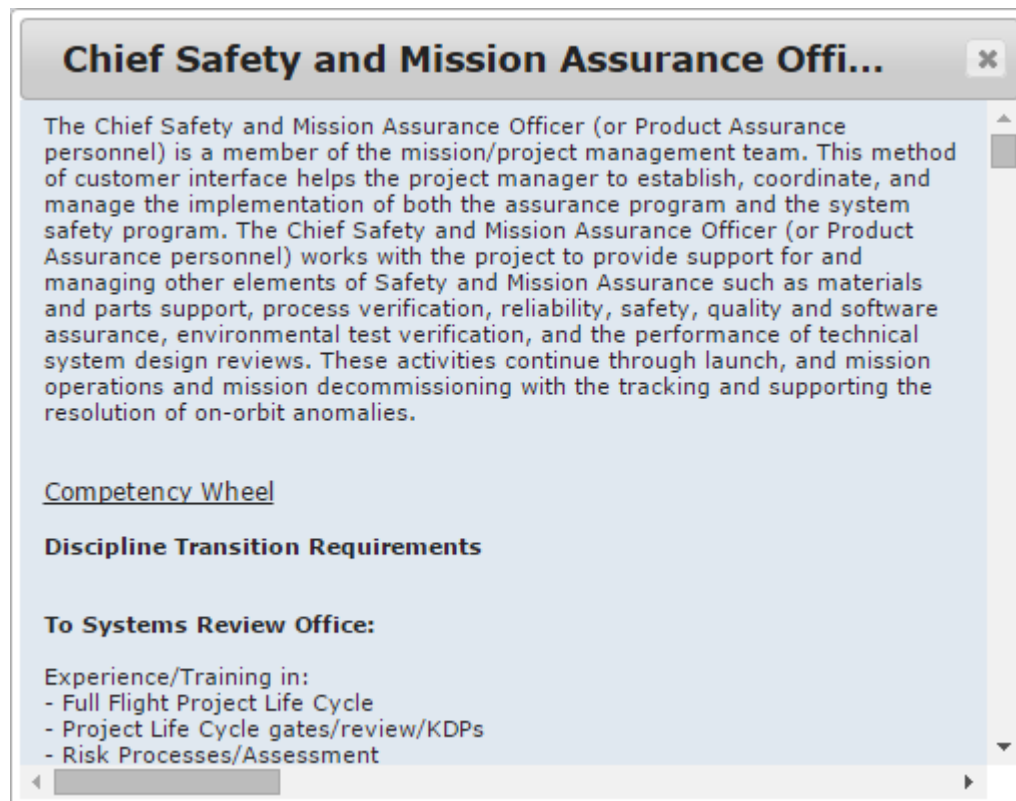 Chief Safety and Mission Assurance Offi...
The Chief Safety and Mission Assurance Officer (or Product Assurance
personnel) is a member of the mission/project management team. This method
of customer interface helps the project manager to establish, coordinate, and
manage the implementation of both the assurance program and the system
safety program. The Chief Safety and Mission Assurance Officer (or Product
Assurance personnel) works with the project to provide support for and
managing other elements of Safety and Mission Assurance such as materials
and parts support, process verification, reliability, safety, quality and software
assurance, environmental test verification, and the performance of technical
system design reviews. These activities continue through launch, and mission
operations and mission decommissioning with the tracking and supporting the
resolution of on-orbit anomalies.
Competency Wheel
Discipline Transition Requirements
To Systems Review Office:
Experience/Training in:
- Full Flight Project Life Cycle
- Project Life Cycle gates/review/KDPs
- Risk Processes/Assessment